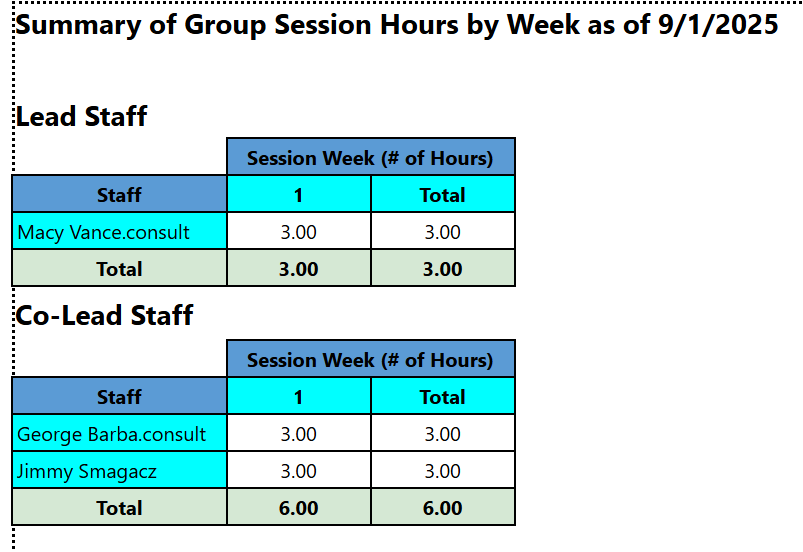 Summary of Group Session Hours by Week as of 9/1/2025
Lead Staff
Session Week (# of Hours)
Staff 1 Total
Macy Vance.consult 3.00 3.00
Total 3.00 3.00
Co-Lead Staff
Session Week (# of Hours)
Staff 1 Total
George Barba.consult 3.00 3.00
Jimmy Smagacz 3.00 3.00
Total 6.00 6.00